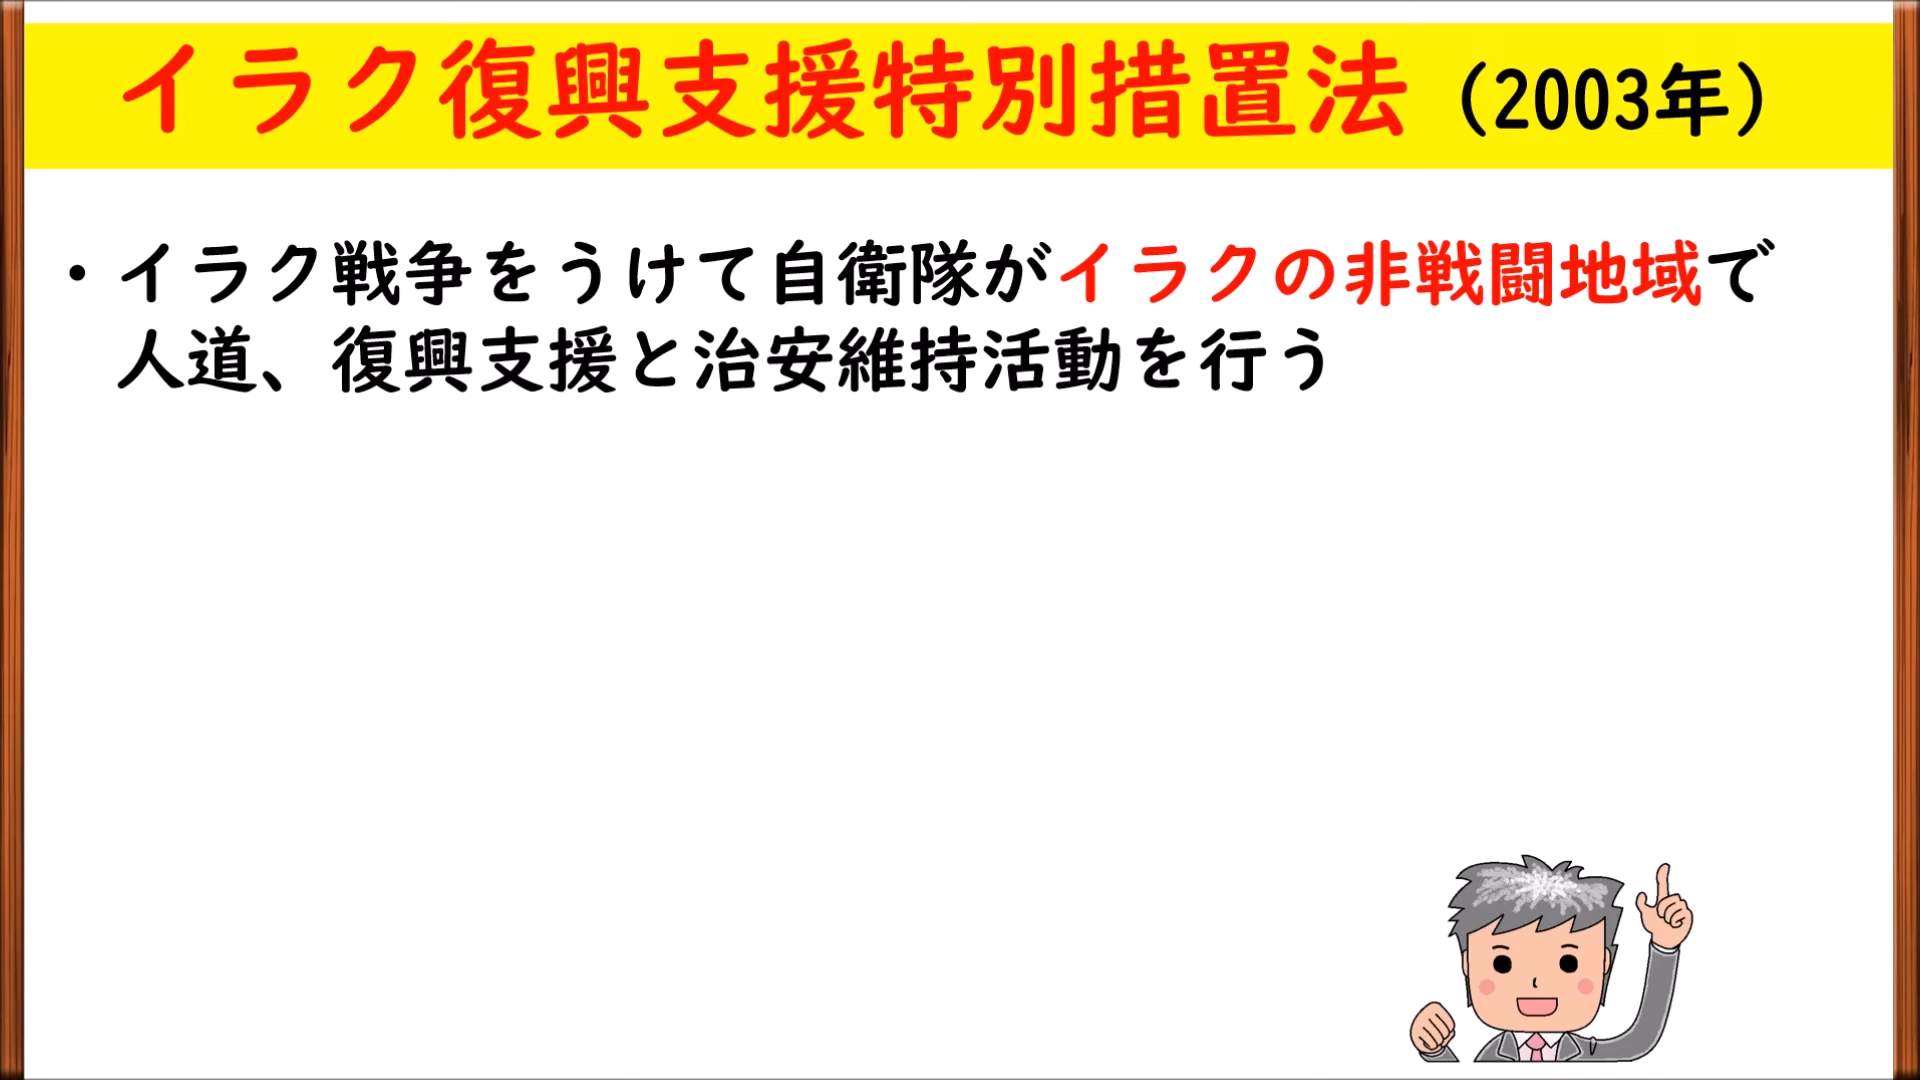 イラク復興支援特別措置法（2003年）
・イラク戦争をうけて自衛隊がイラクの非戦闘地域で
人道、復興支援と治安維持活動を行う